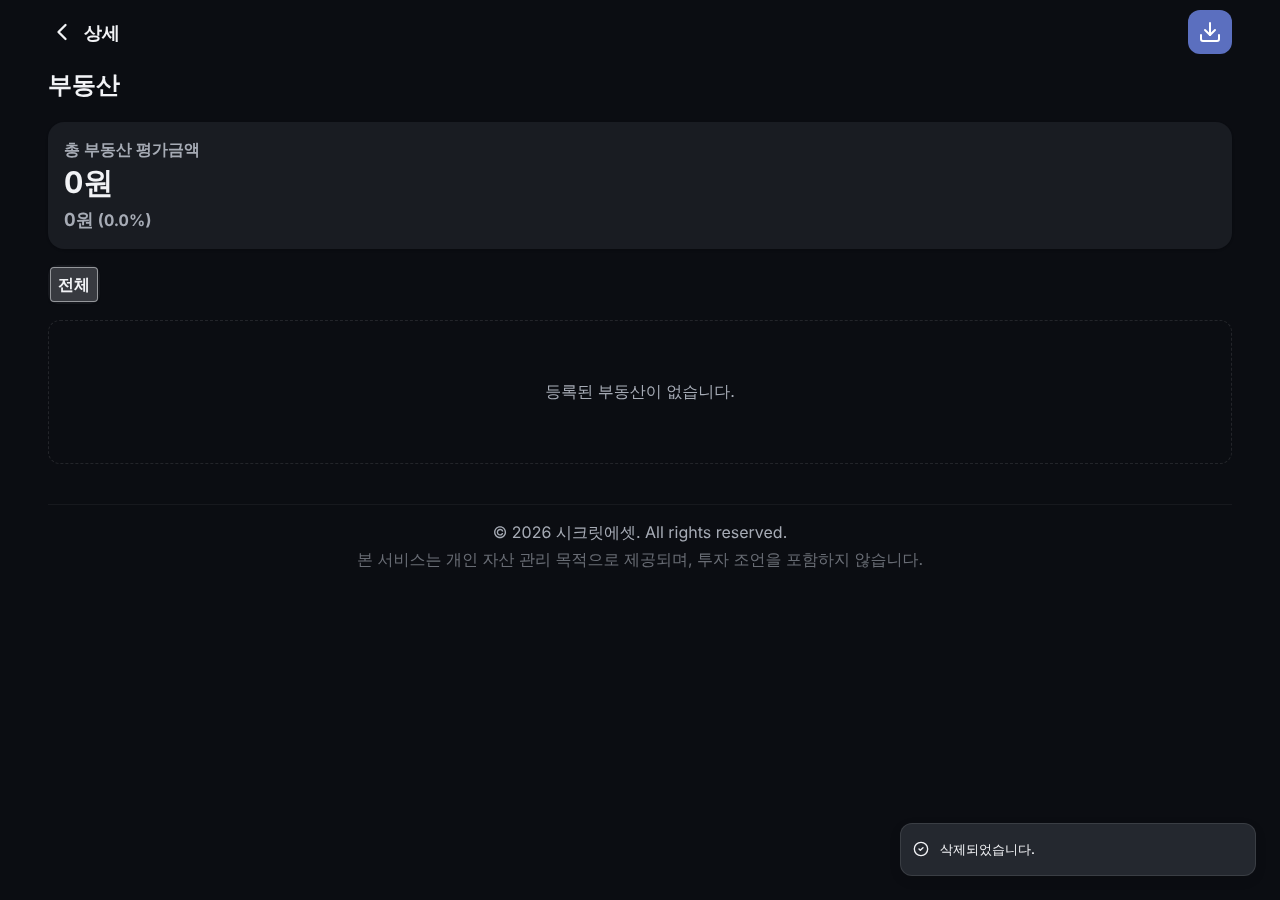 상세
부동산
총 부동산 평가금액
0원
0원 (0.0%)
전체
등록된 부동산이 없습니다.
© 2026 시크릿에셋. All rights reserved.
본 서비스는 개인 자산 관리 목적으로 제공되며, 투자 조언을 포함하지 않습니다.
삭제되었습니다.